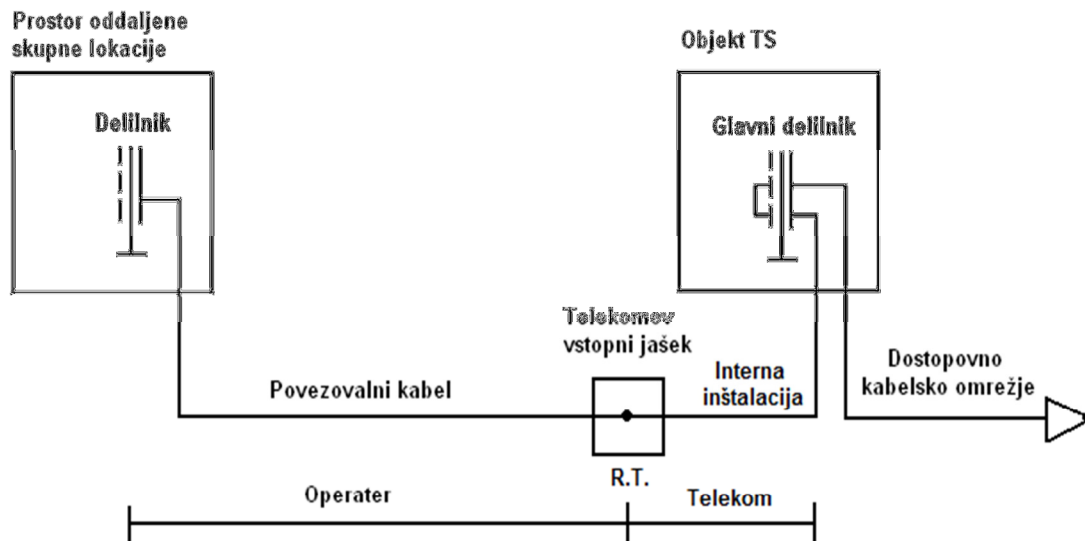 Prostor oddaljene
skupne lokacije
Objekt TS
Delilnik
Glavni delilnik
Telekomov
vstopni jašek
Povezovalni kabel
Interna
inštalacija
Dostopovno
kabelsko omrežje
R.T.
Operater
Telekom